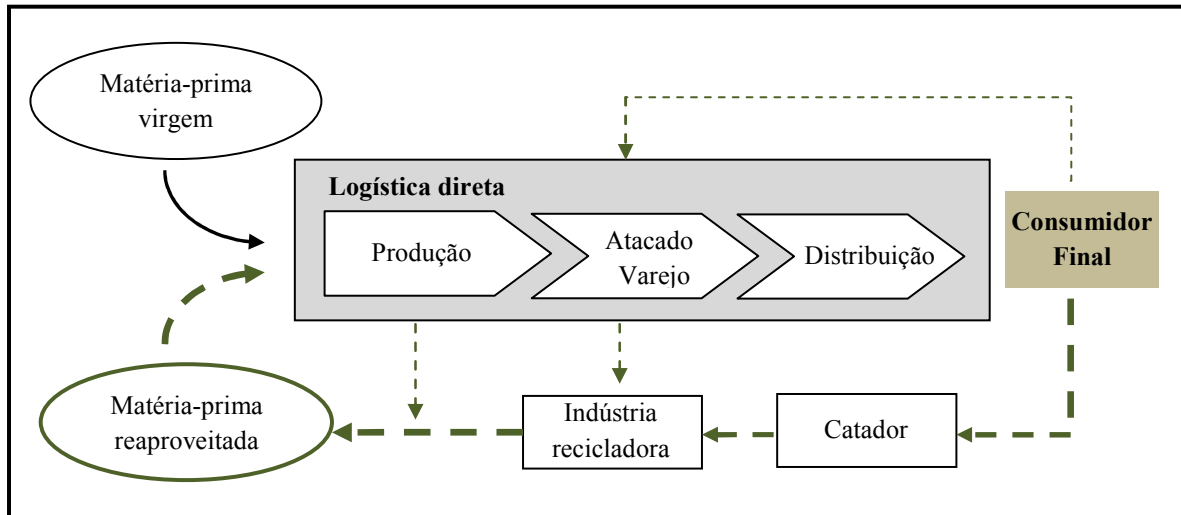 Matéria-prima
virgem
Logística direta
Produção
Atacado
Varejo
Distribuição
Consumidor
Final
Matéria-prima
reaproveitada
Indústria
recicladora
Catador